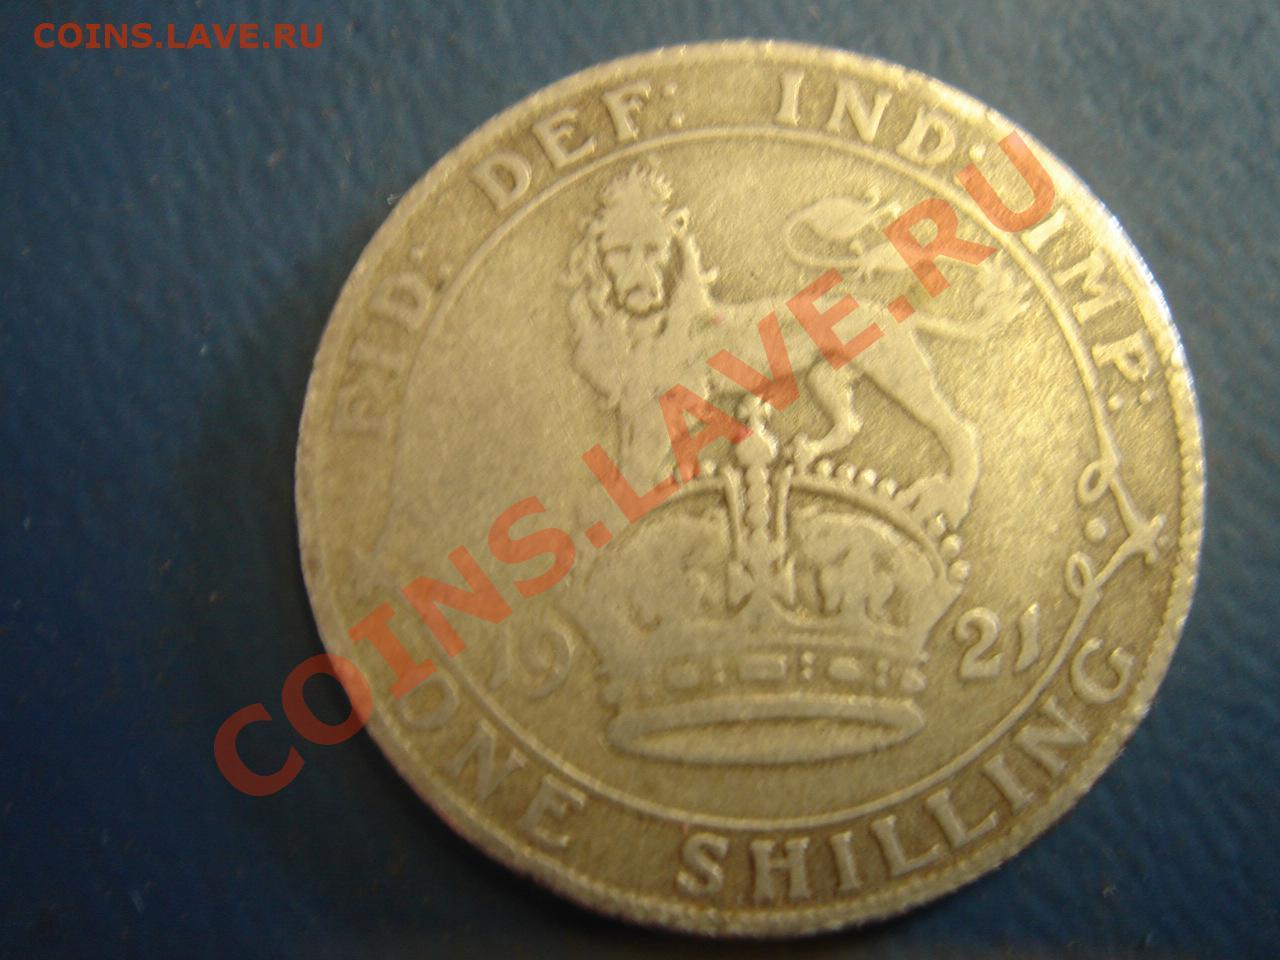 COINS.LAVE.RU
FID: DEF: IND: IMP:
19 21
ONE SHILLING
COINS.LAVE.RU